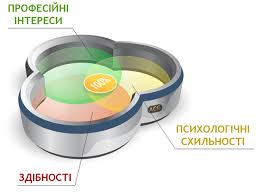 ПРОФЕСІЙНІ
ІНТЕРЕСИ
100%
ПСИХОЛОГІЧНІ
СХИЛЬНОСТІ
ЗДІБНОСТІ